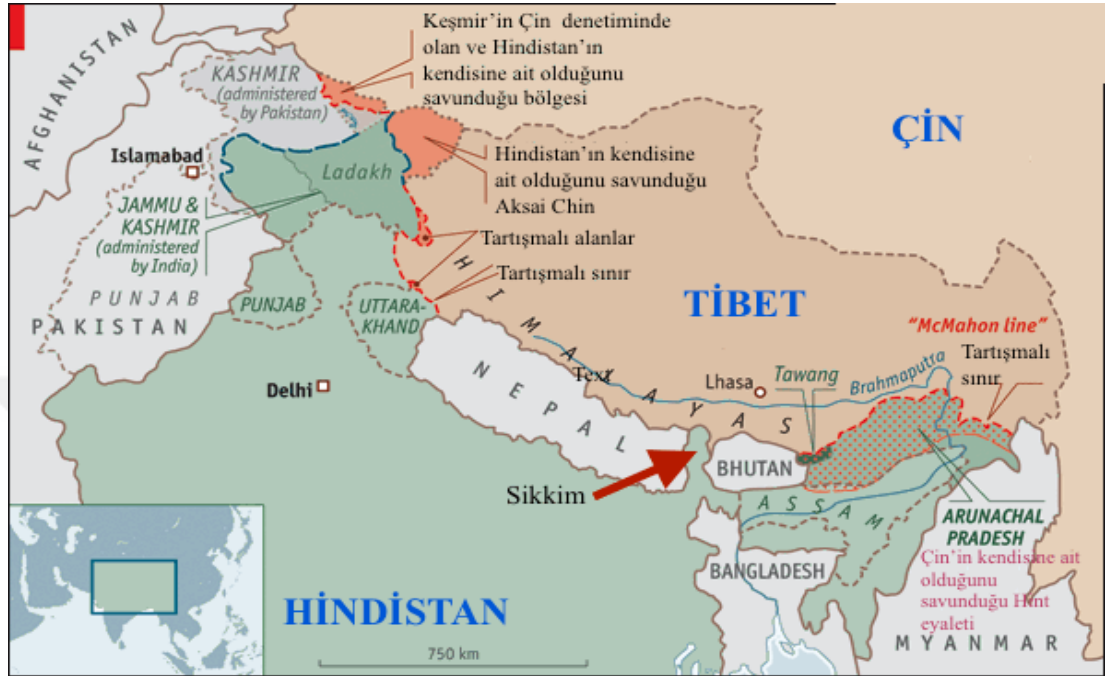 Keşmir’in Çin denetiminde
olan ve Hindistan’ın
kendisine ait olduğunu
savunduğu bölgesi
AFGHANISTAN
KASHMIR
(administered
by Pakistan)
ÇİN
Islamabad
Ladakh
Hindistan’ın kendisine
ait olduğunu savunduğu
Aksai Chin
JAMMU &
KASHMIR
(administered
by India)
Tartışmalı alanlar
Tartışmalı sınır
PUNJAB
PAKISTAN
PUNJAB
UTTARA-
KHAND
TİBET
HIMALAYAS
“McMahon line”
Tartışmalı
sınır
Delhi
NEPAL
Text
Lhasa
Tawang
Brahmaputra
BHUTAN
Sikkim
ASSAM
ARUNACHAL
PRADESH
Çin’in kendisine ait
olduğunu
savunduğu Hint
eyaleti
BANGLADESH
HİNDİSTAN
MYANMAR
750 km